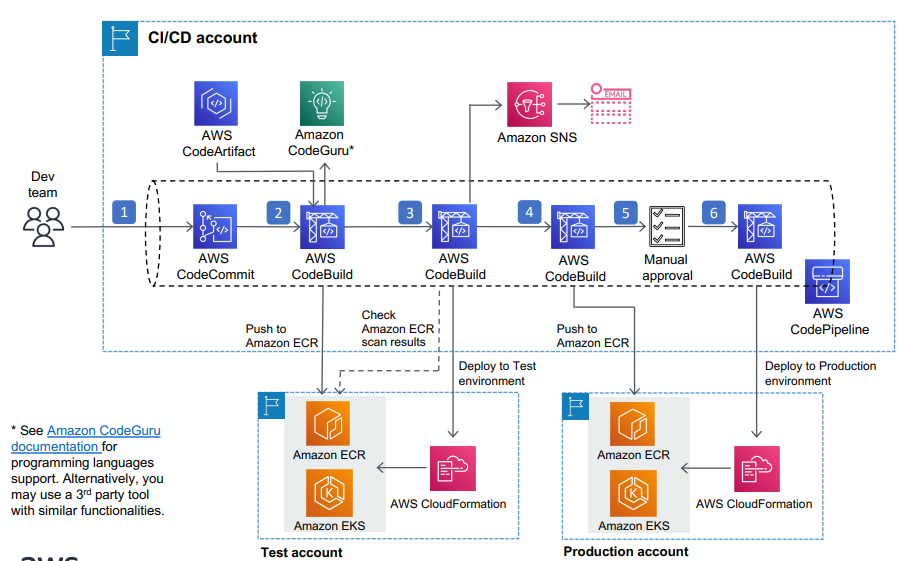 CI/CD account
AWS
CodeArtifact
Amazon
CodeGuru*
Amazon SNS
EMAIL
Dev
team
1
2
3
4
5
6
AWS
CodeCommit
AWS
CodeBuild
AWS
CodeBuild
AWS
CodeBuild
Manual
approval
AWS
CodeBuild
AWS
CodePipeline
Push to
Amazon ECR
Check
Amazon ECR
scan results
Push to
Amazon ECR
Deploy to Test
environment
Deploy to Production
environment
* See Amazon CodeGuru
documentation for
programming languages
support. Alternatively, you
may use a 3rd party tool
with similar functionalities.
Amazon ECR
Amazon EKS
AWS CloudFormation
Test account
Amazon ECR
Amazon EKS
AWS CloudFormation
Production account
aws